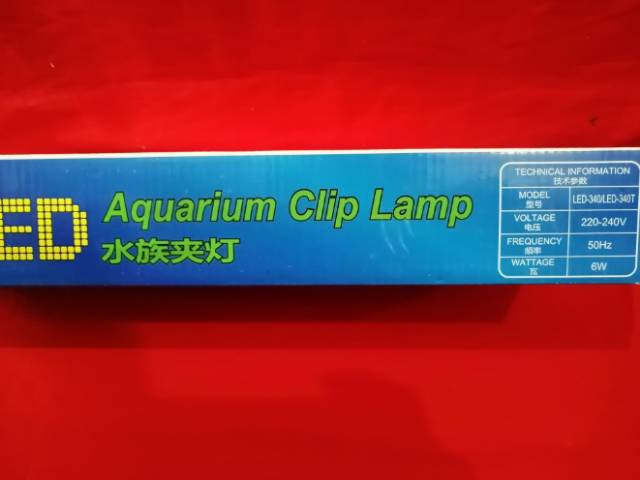 ED
Aquarium Clip Lamp
水族夹灯
TECHNICAL INFORMATION
技术参数
MODEL LED-340/LED-340T
型号
VOLTAGE 220-240V
电压
FREQUENCY 50Hz
频率
WATTAGE 6W
瓦